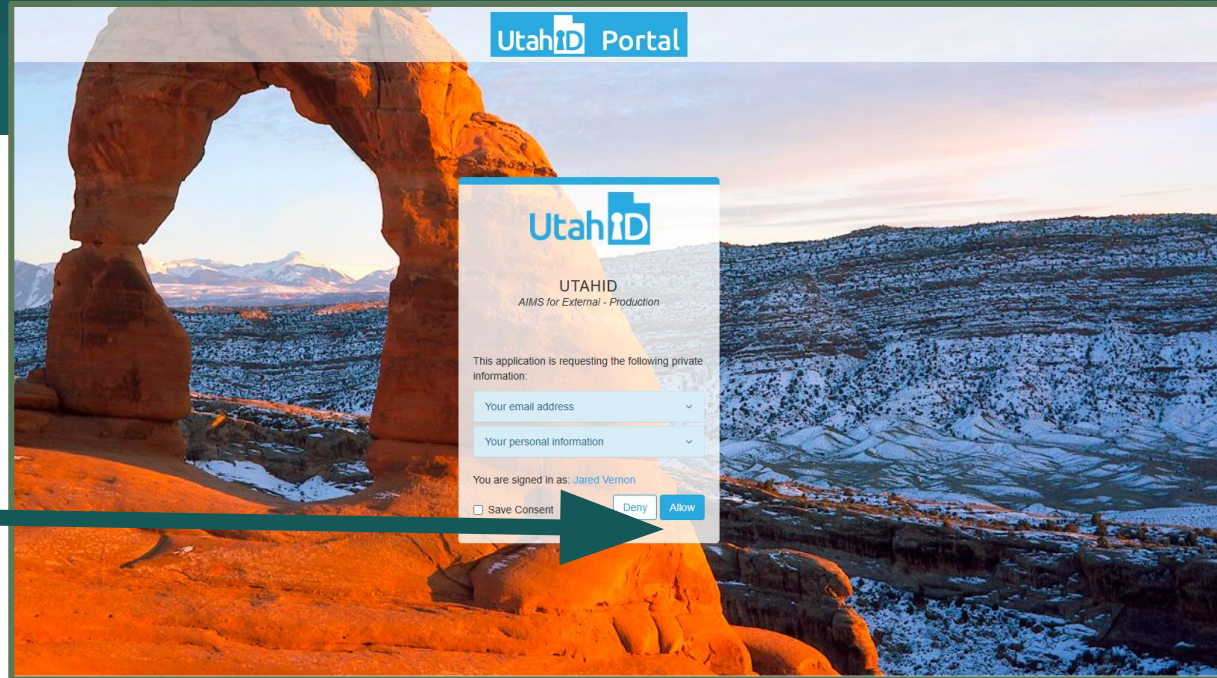 UtahID Portal
UtahID
UTAHID
AIMS for External - Production
This application is requesting the following private
information:
Your email address
Your personal information
You are signed in as: Jared Vernon
Save Consent
Deny
Allow